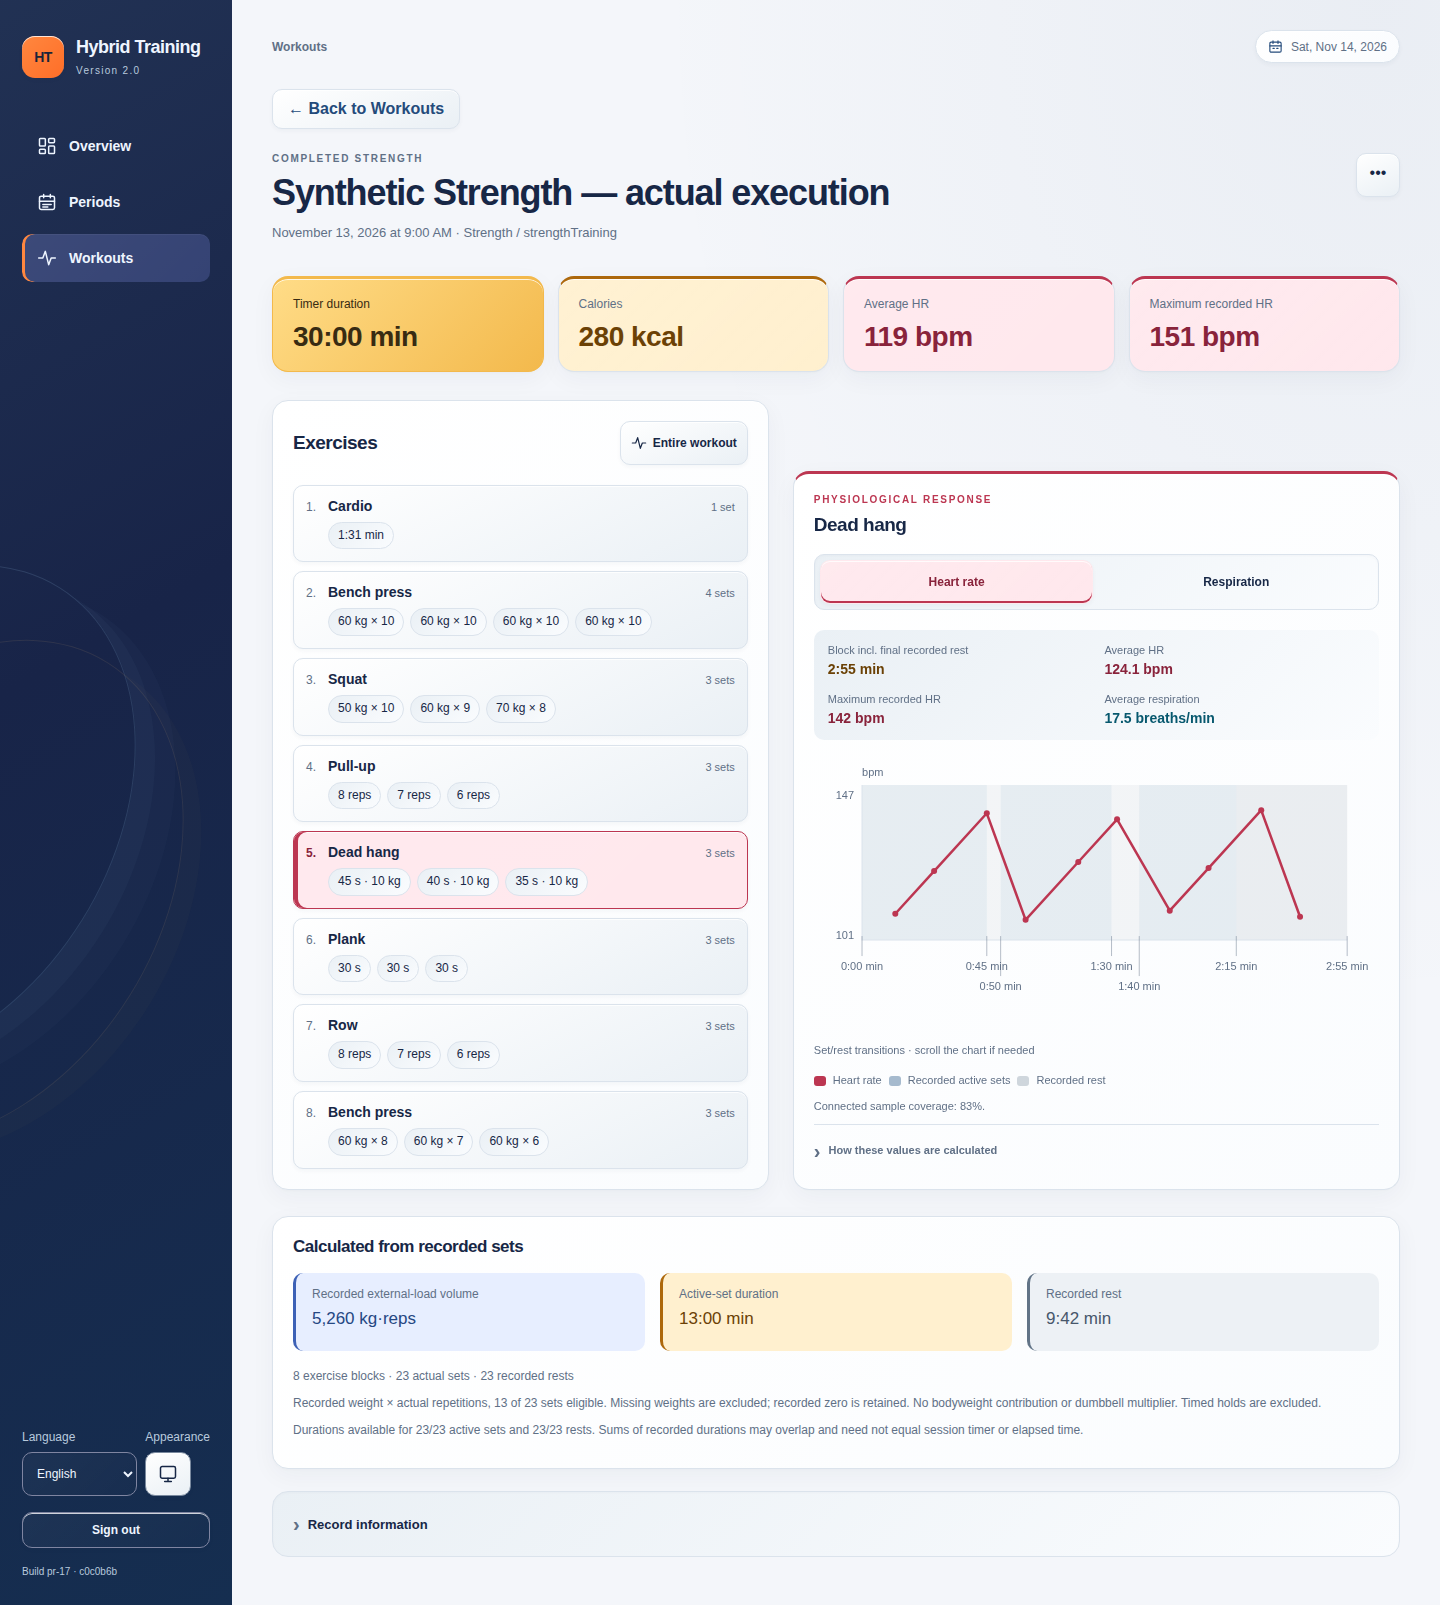 HT
Hybrid Training
Version 2.0
Overview
Periods
Workouts
Language
Appearance
English
Sign out
Build pr-17 · c0c0b6b
Workouts
Sat, Nov 14, 2026
← Back to Workouts
COMPLETED STRENGTH
Synthetic Strength — actual execution
•••
November 13, 2026 at 9:00 AM · Strength / strengthTraining
Timer duration
30:00 min
Calories
280 kcal
Average HR
119 bpm
Maximum recorded HR
151 bpm
Exercises
Entire workout
1. Cardio 1 set
1:31 min
2. Bench press 4 sets
60 kg × 10 60 kg × 10 60 kg × 10 60 kg × 10
3. Squat 3 sets
50 kg × 10 60 kg × 9 70 kg × 8
4. Pull-up 3 sets
8 reps 7 reps 6 reps
5. Dead hang 3 sets
45 s · 10 kg 40 s · 10 kg 35 s · 10 kg
6. Plank 3 sets
30 s 30 s 30 s
7. Row 3 sets
8 reps 7 reps 6 reps
8. Bench press 3 sets
60 kg × 8 60 kg × 7 60 kg × 6
PHYSIOLOGICAL RESPONSE
Dead hang
Heart rate Respiration
Block incl. final recorded rest
2:55 min
Average HR
124.1 bpm
Maximum recorded HR
142 bpm
Average respiration
17.5 breaths/min
bpm
147
101
0:00 min 0:45 min 1:30 min 2:15 min 2:55 min
0:50 min 1:40 min
Set/rest transitions · scroll the chart if needed
Heart rate Recorded active sets Recorded rest
Connected sample coverage: 83%.
› How these values are calculated
Calculated from recorded sets
Recorded external-load volume
5,260 kg·reps
Active-set duration
13:00 min
Recorded rest
9:42 min
8 exercise blocks · 23 actual sets · 23 recorded rests
Recorded weight × actual repetitions, 13 of 23 sets eligible. Missing weights are excluded; recorded zero is retained. No bodyweight contribution or dumbbell multiplier. Timed holds are excluded.
Durations available for 23/23 active sets and 23/23 rests. Sums of recorded durations may overlap and need not equal session timer or elapsed time.
› Record information